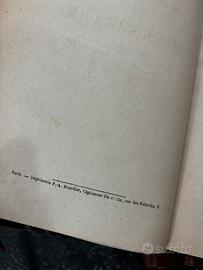 Paris. — Imprimerie P.-A. Bourdier, Capiomont fils et Cie, rue des Poitevins, 6.
subito